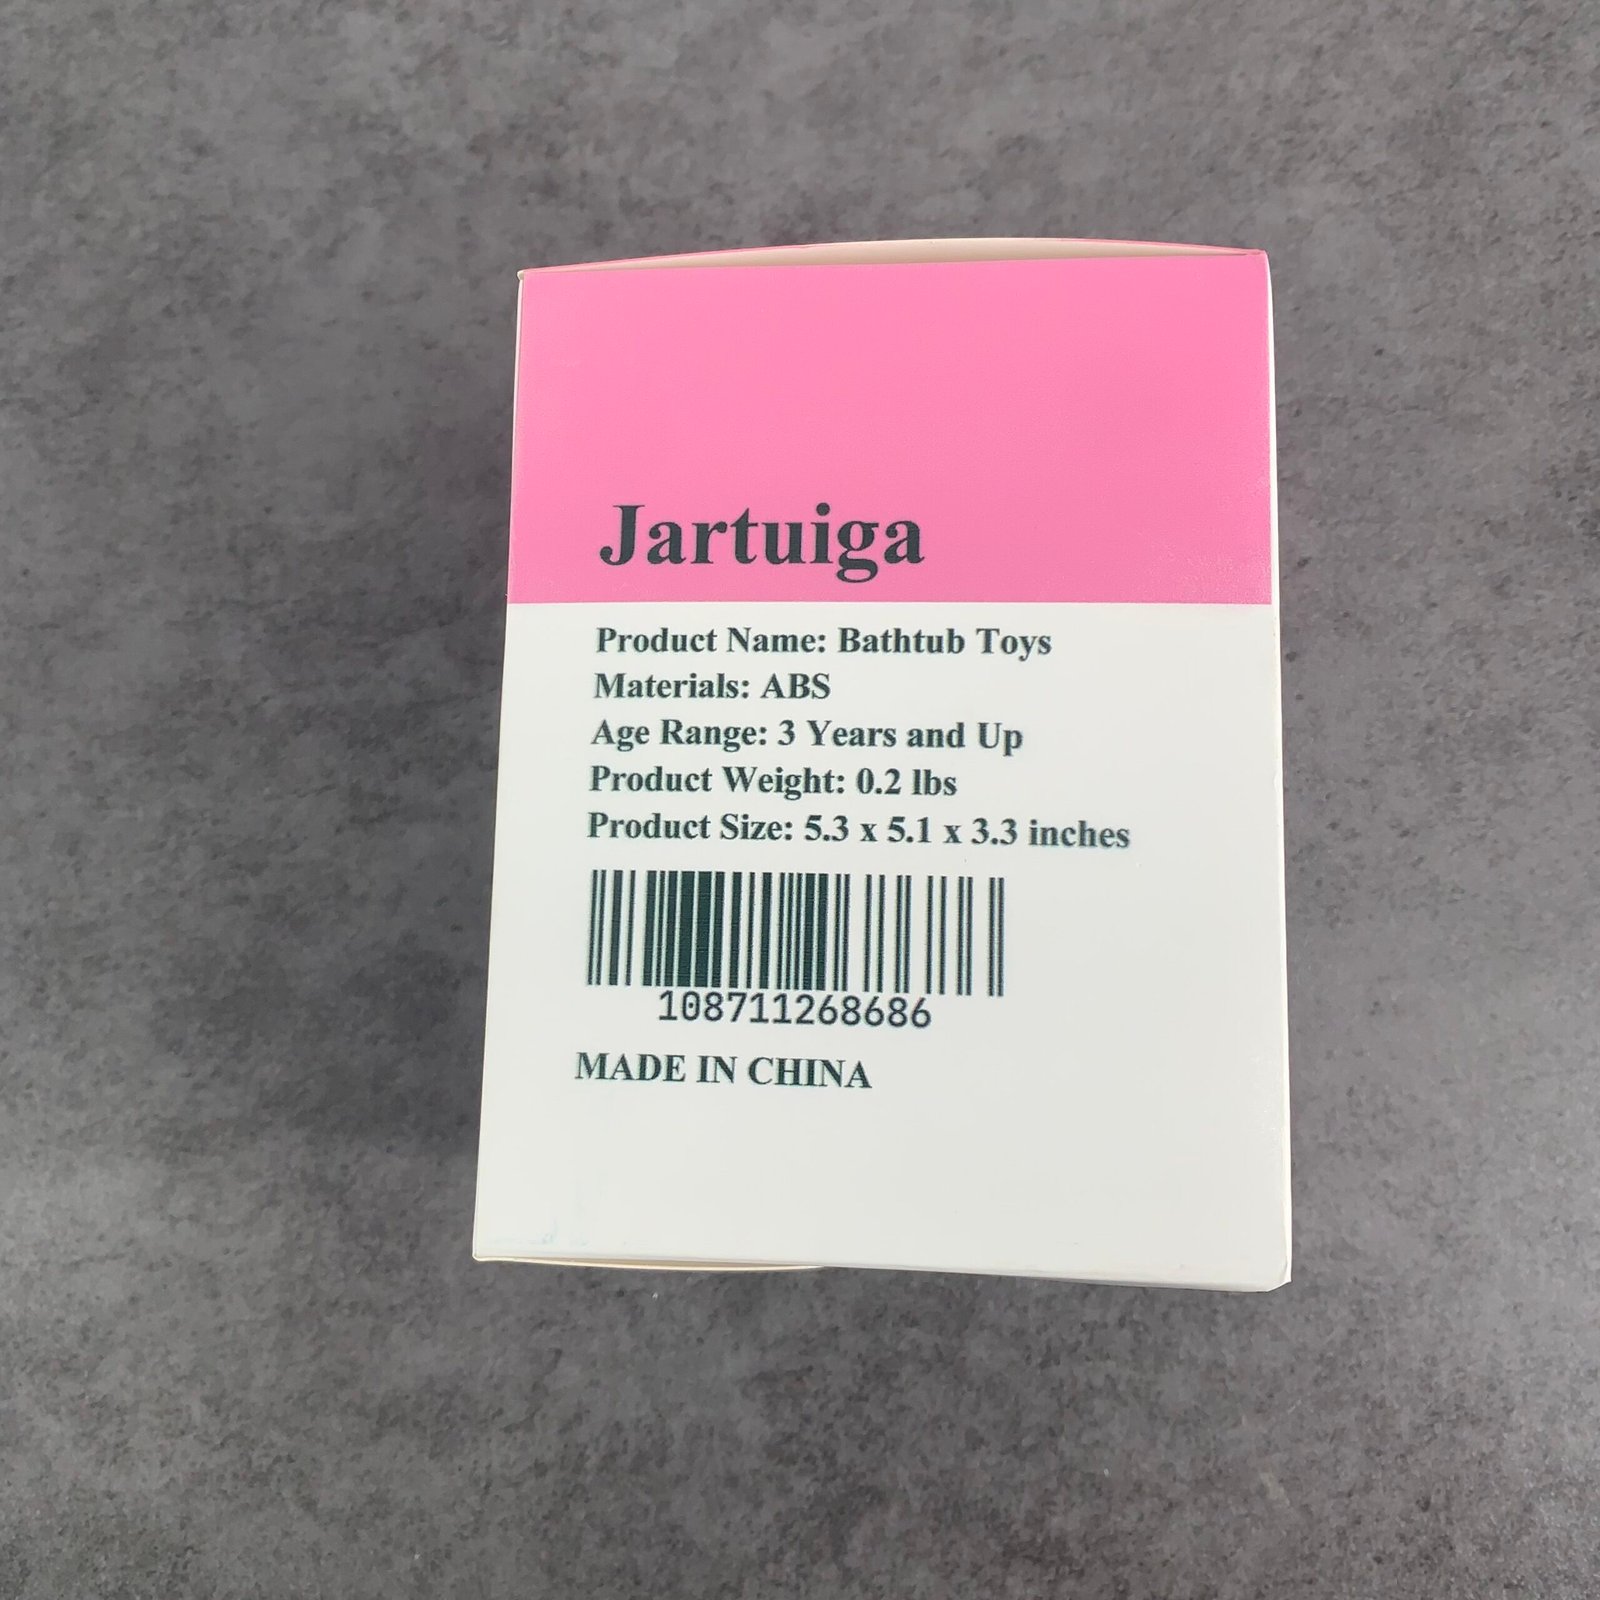 Jartuiga
Product Name: Bathtub Toys
Materials: ABS
Age Range: 3 Years and Up
Product Weight: 0.2 lbs
Product Size: 5.3 x 5.1 x 3.3 inches
108711268686
MADE IN CHINA